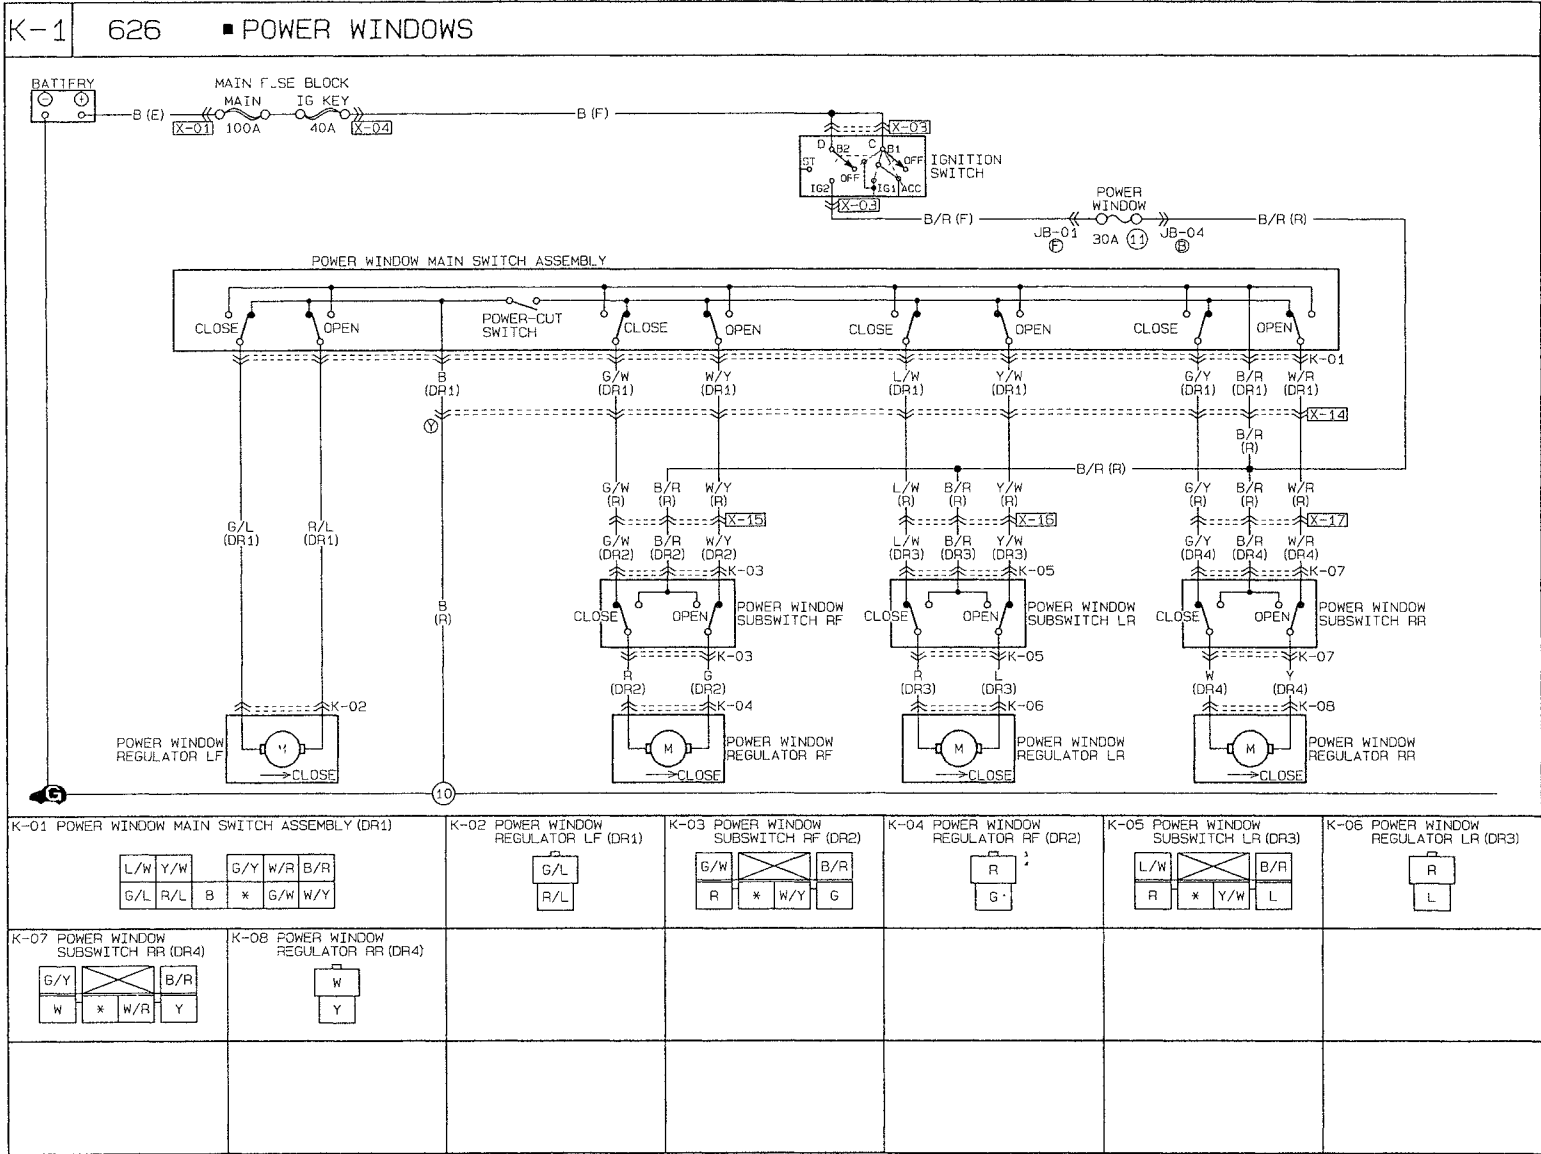 K-1 626 ■ POWER WINDOWS
BATTERY
MAIN F_SE BLOCK
MAIN IG KEY
B (E)
X-01 100A 40A X-04
B (F)
X-03
D B2 C B1
ST OFF OFF
IG2 IG1 ACC
IGNITION
SWITCH
X-03
B/R (F)
POWER
WINDOW
JB-01 30A 11 JB-04
F B
B/R (R)
POWER WINDOW MAIN SWITCH ASSEMBLY
CLOSE OPEN POWER-CUT
SWITCH
CLOSE OPEN CLOSE OPEN CLOSE OPEN
K-01
B G/W W/Y L/W Y/W G/Y B/R W/R
(DR1) (DR1) (DR1) (DR1) (DR1) (DR1) (DR1) (DR1)
Y X-14
B/R
(R)
B/R (R)
G/W B/R W/Y L/W B/R Y/W G/Y B/R W/R
(R) (R) (R) (R) (R) (R) (R) (R) (R)
X-15 X-16 X-17
G/L R/L
(DR1) (DR1)
G/W B/R W/Y L/W B/R Y/W G/Y B/R W/R
(DR2) (DR2) (DR2) (DR3) (DR3) (DR3) (DR4) (DR4) (DR4)
K-03 K-05 K-07
B
(R)
CLOSE OPEN POWER WINDOW
SUBSWITCH RF
CLOSE OPEN POWER WINDOW
SUBSWITCH LR
CLOSE OPEN POWER WINDOW
SUBSWITCH RR
K-03 K-05 K-07
R G R L W Y
(DR2) (DR2) (DR3) (DR3) (DR4) (DR4)
K-02 K-04 K-06 K-08
POWER WINDOW
REGULATOR LF
M
CLOSE
M
POWER WINDOW
REGULATOR RF
CLOSE
M
POWER WINDOW
REGULATOR LR
CLOSE
M
POWER WINDOW
REGULATOR RR
CLOSE
G 10
K-01 POWER WINDOW MAIN SWITCH ASSEMBLY (DR1)
L/W Y/W G/Y W/R B/R
G/L R/L B * G/W W/Y
K-02 POWER WINDOW
REGULATOR LF (DR1)
G/L
R/L
K-03 POWER WINDOW
SUBSWITCH RF (DR2)
G/W B/R
R * W/Y G
K-04 POWER WINDOW
REGULATOR RF (DR2)
R
G
K-05 POWER WINDOW
SUBSWITCH LR (DR3)
L/W B/R
R * Y/W L
K-06 POWER WINDOW
REGULATOR LR (DR3)
R
L
K-07 POWER WINDOW
SUBSWITCH RR (DR4)
G/Y B/R
W * W/R Y
K-08 POWER WINDOW
REGULATOR RR (DR4)
W
Y